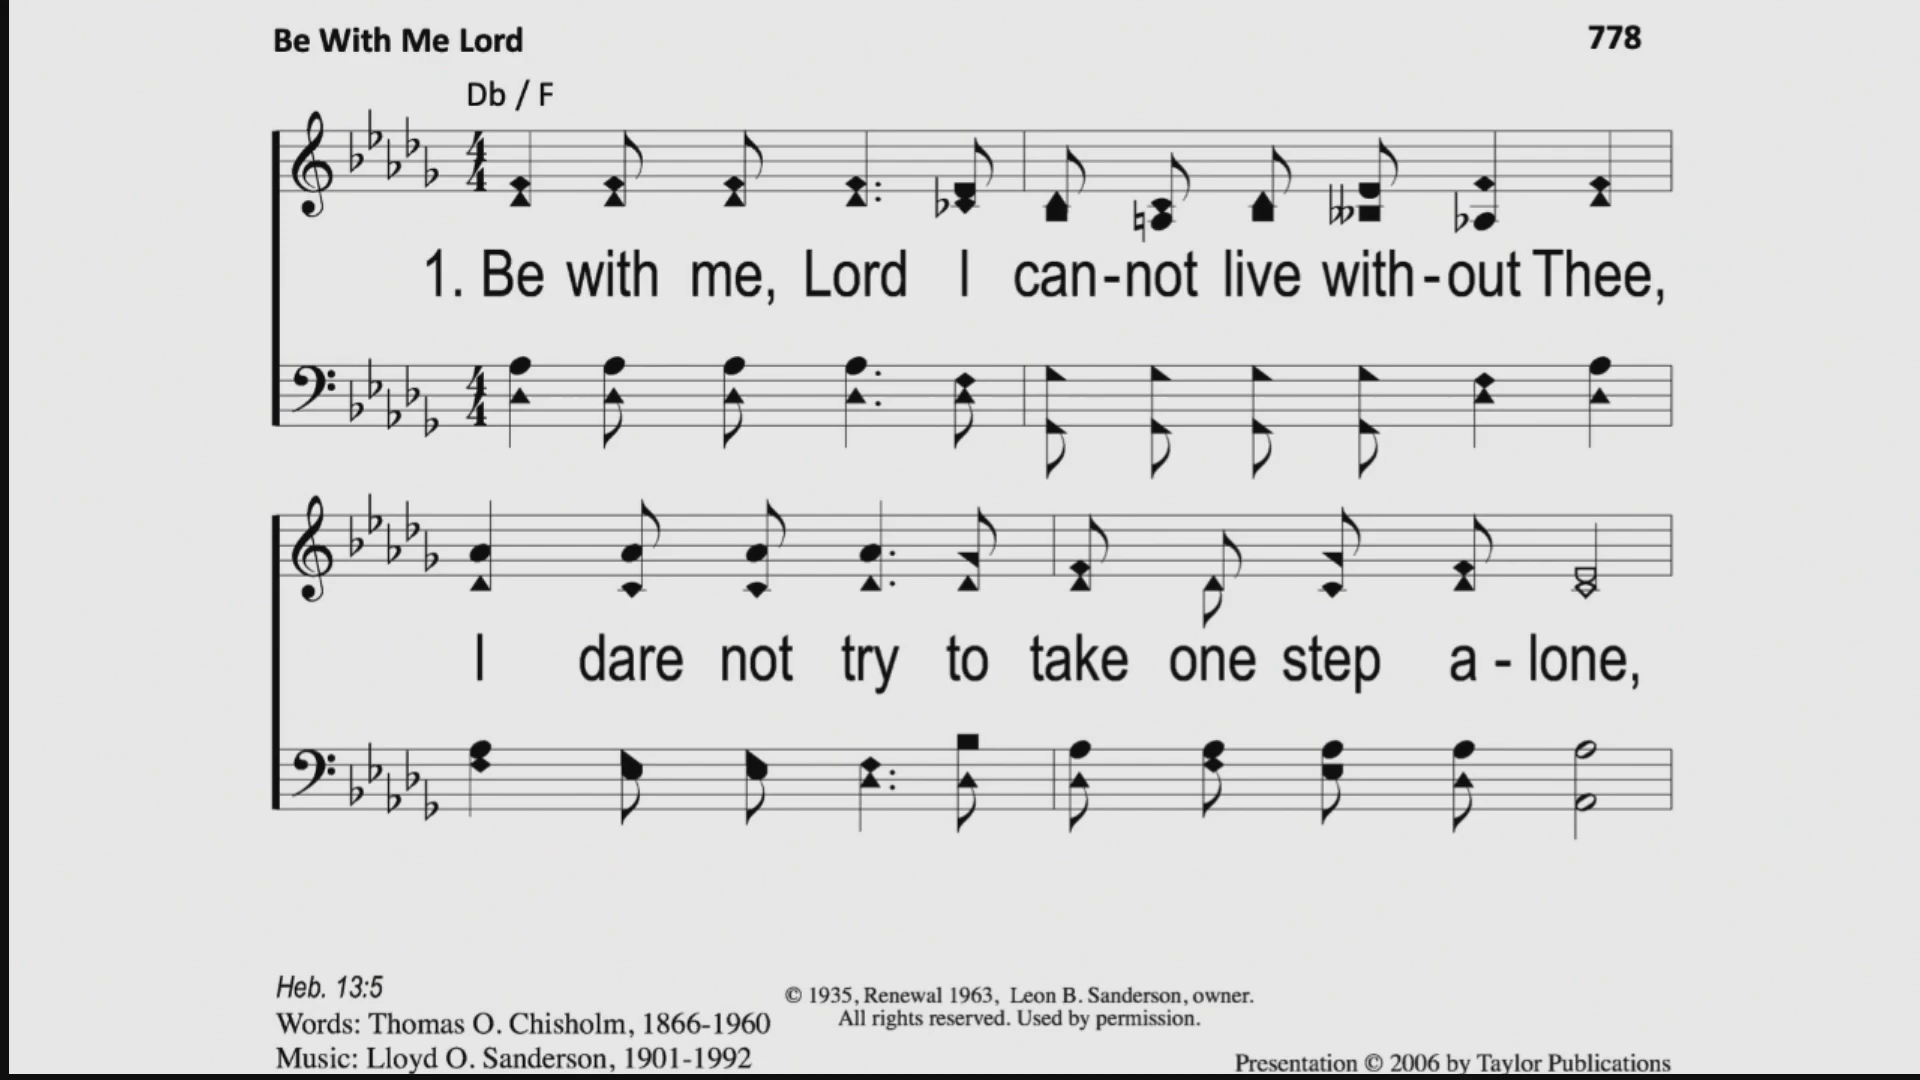 Be With Me Lord 778
Db / F
1. Be with me, Lord I can-not live with-out Thee,
I dare not try to take one step a - lone,
Heb. 13:5
Words: Thomas O. Chisholm, 1866-1960
Music: Lloyd O. Sanderson, 1901-1992
© 1935, Renewal 1963, Leon B. Sanderson, owner.
All rights reserved. Used by permission.
Presentation © 2006 by Taylor Publications